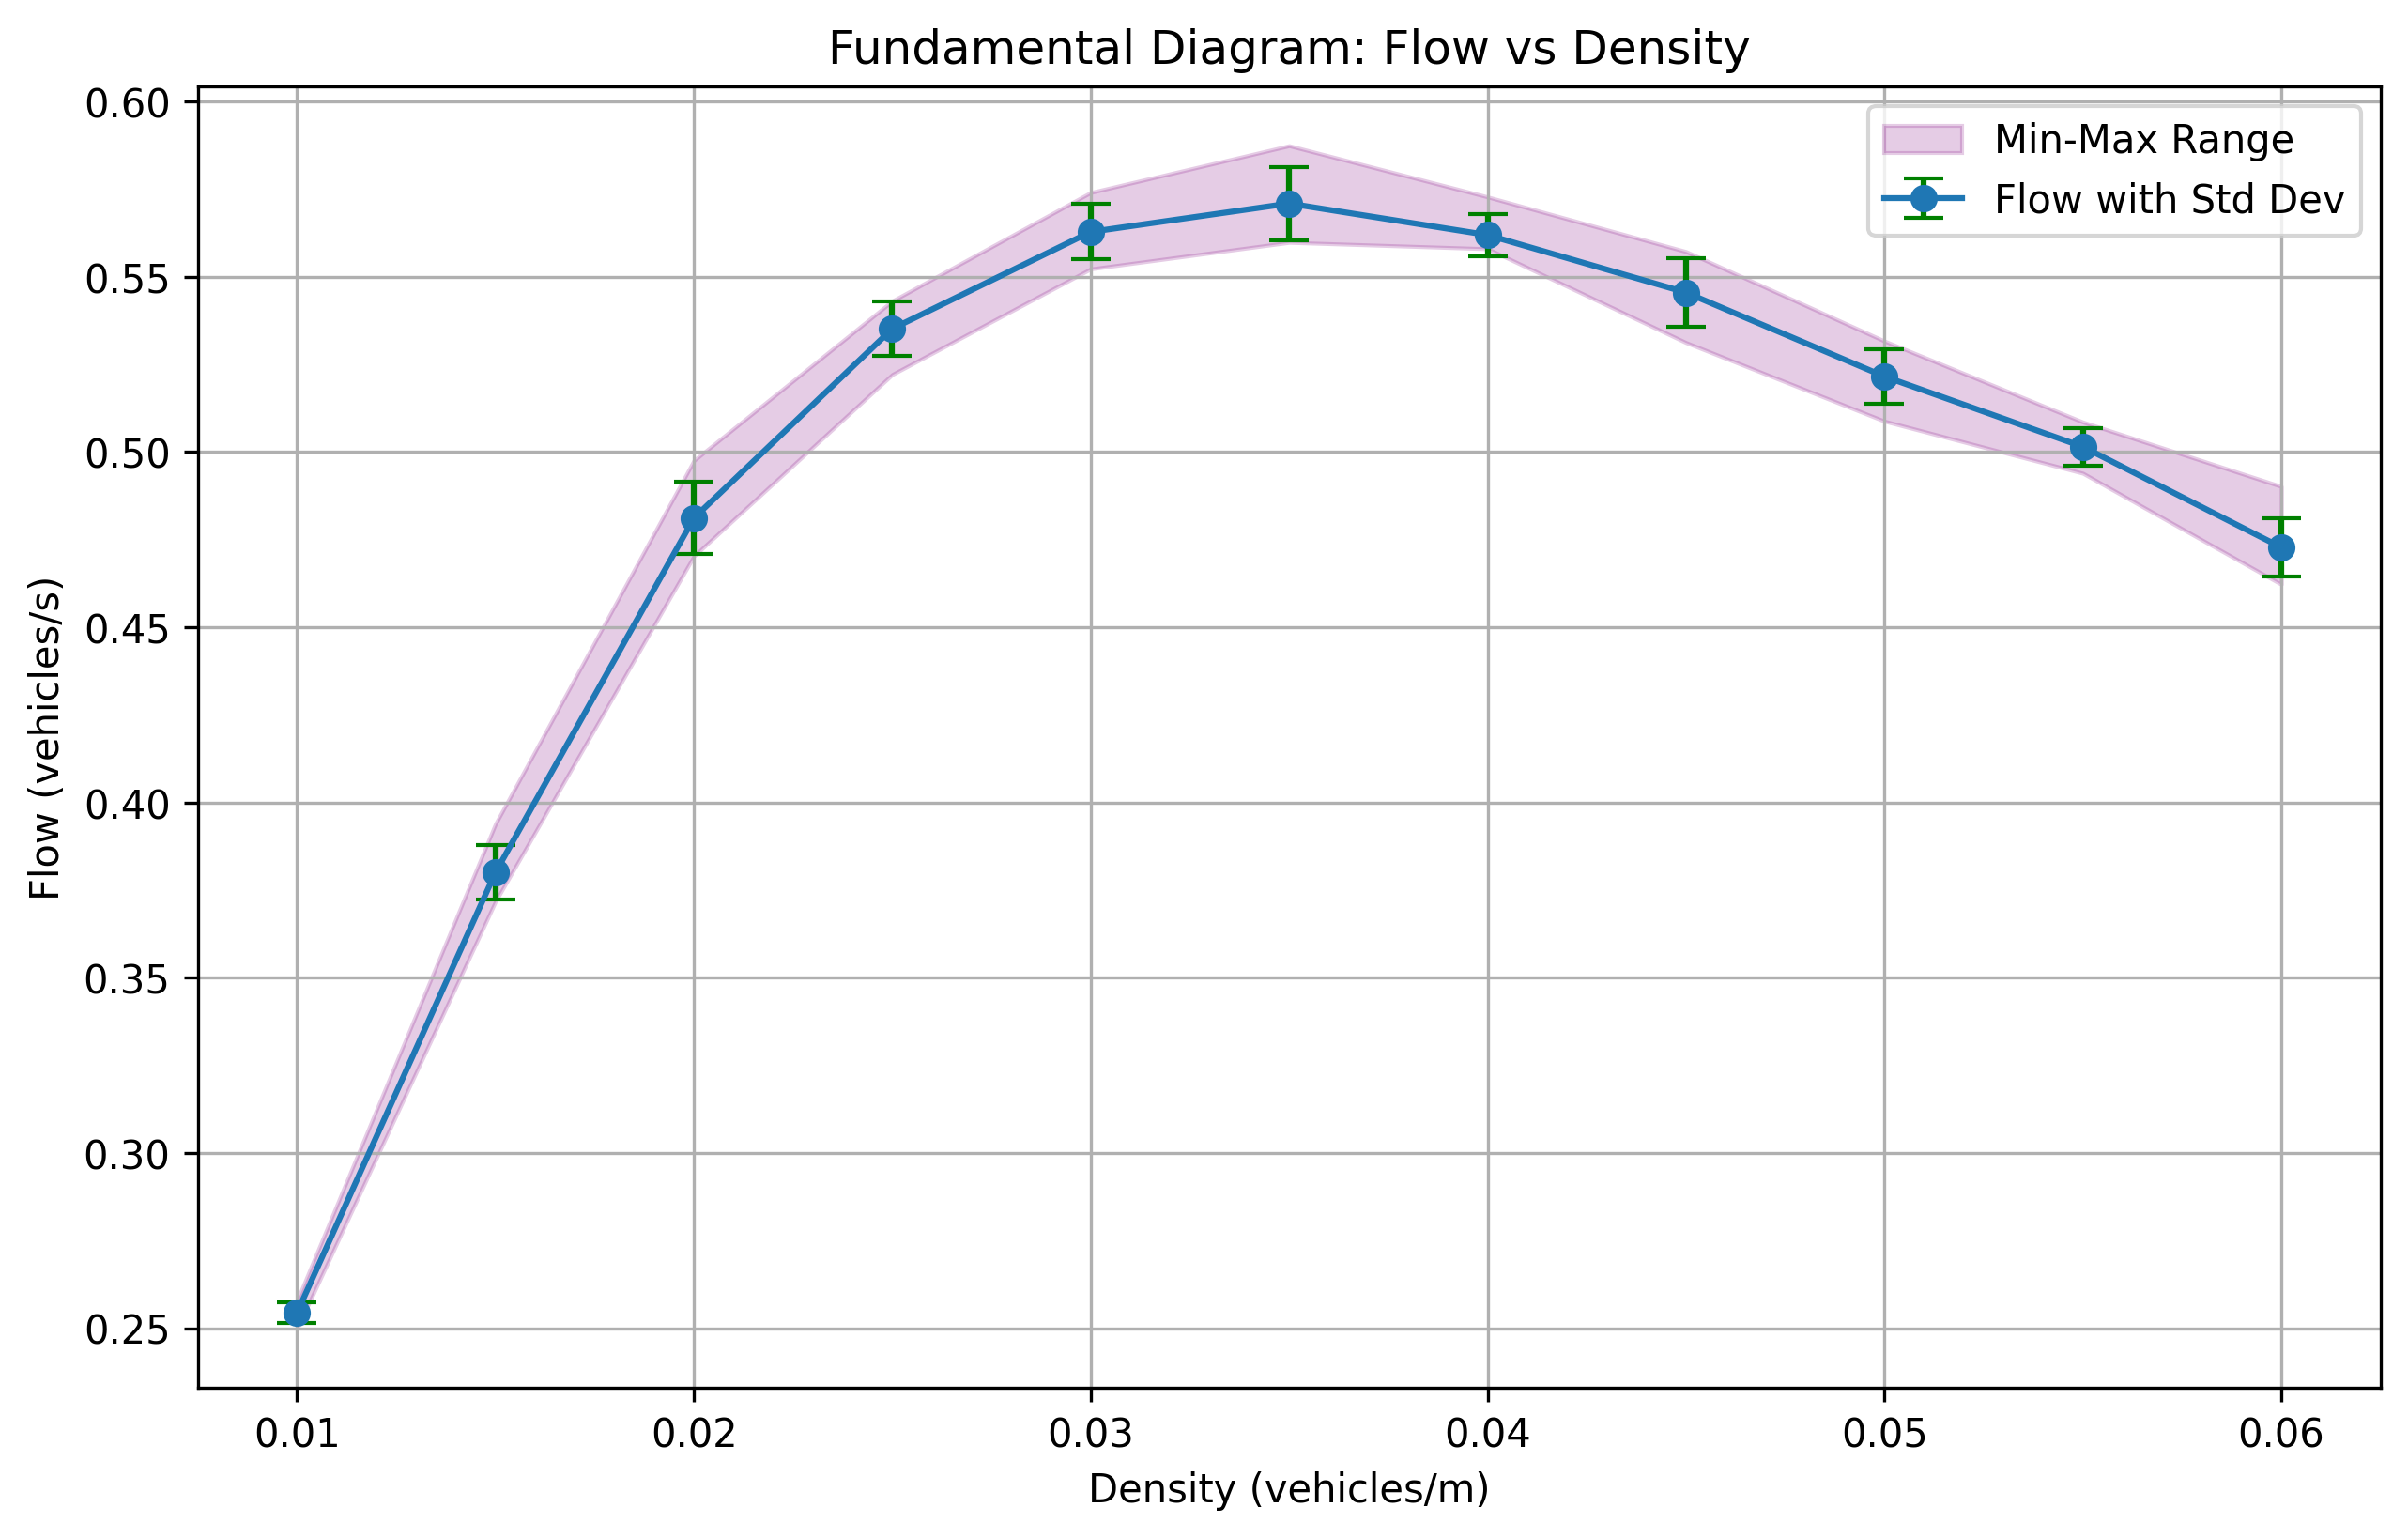 Fundamental Diagram: Flow vs Density
Min-Max Range
Flow with Std Dev
Flow (vehicles/s)
0.60
0.55
0.50
0.45
0.40
0.35
0.30
0.25
0.01 0.02 0.03 0.04 0.05 0.06
Density (vehicles/m)